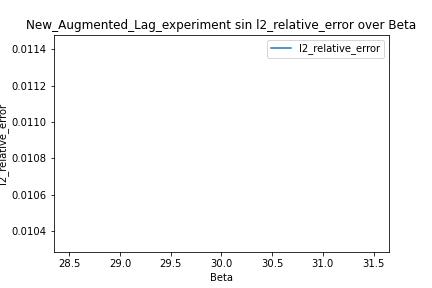 New_Augmented_Lag_experiment sin l2_relative_error over Beta
l2_relative_error
0.0114
0.0112
0.0110
0.0108
0.0106
0.0104
l2_relative_error
28.5 29.0 29.5 30.0 30.5 31.0 31.5
Beta